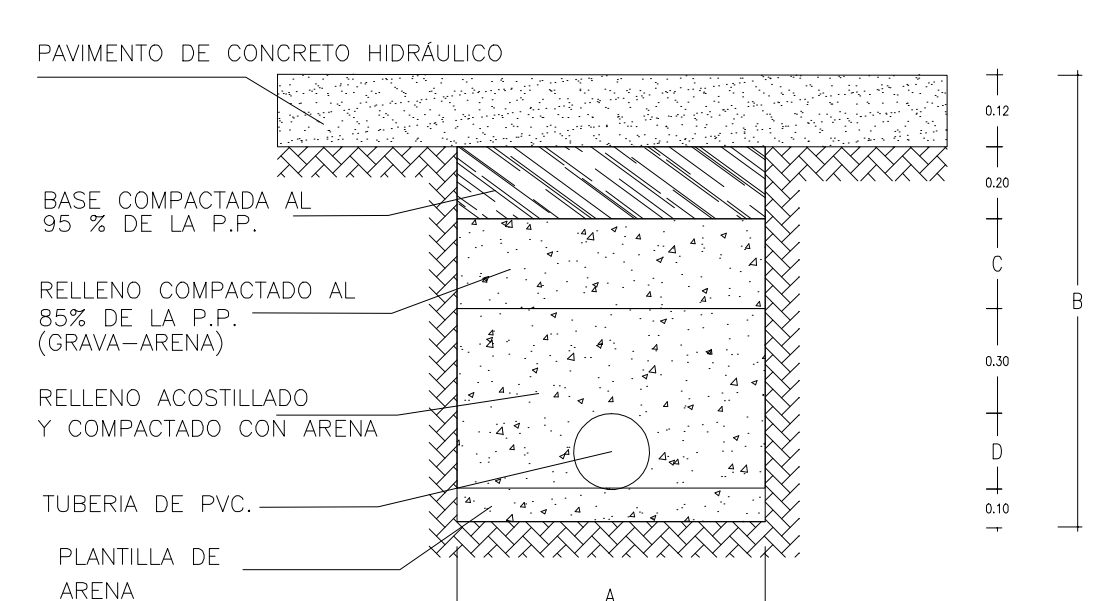 PAVIMENTO DE CONCRETO HIDRÁULICO
BASE COMPACTADA AL
95 % DE LA P.P.
RELLENO COMPACTADO AL
85% DE LA P.P.
(GRAVA-ARENA)
RELLENO ACOSTILLADO
Y COMPACTADO CON ARENA
TUBERIA DE PVC.
PLANTILLA DE
ARENA
A
0.12
0.20
C
0.30
D
0.10
B